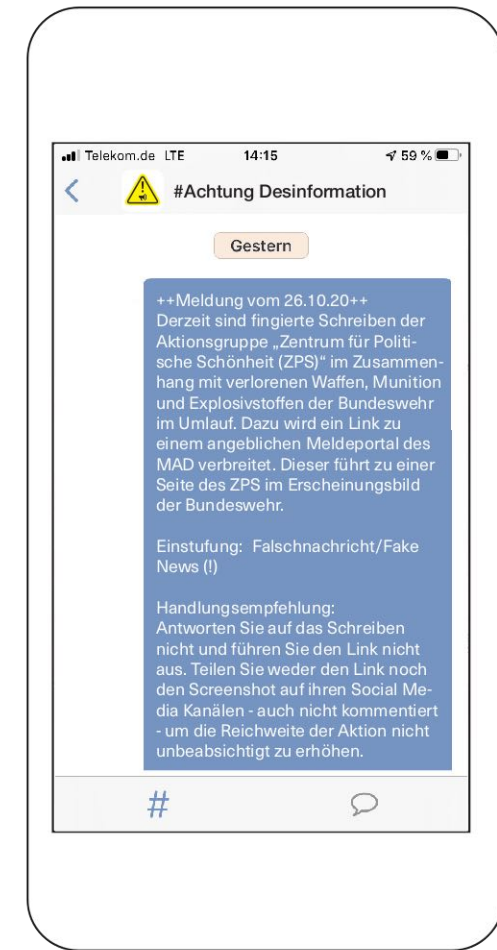 Telekom.de LTE 14:15 59 %
#Achtung Desinformation
Gestern
++Meldung vom 26.10.20++
Derzeit sind fingierte Schreiben der
Aktionsgruppe „Zentrum für Politi-
sche Schönheit (ZPS)“ im Zusammen-
hang mit verlorenen Waffen, Munition
und Explosivstoffen der Bundeswehr
im Umlauf. Dazu wird ein Link zu
einem angeblichen Meldeportal des
MAD verbreitet. Dieser führt zu einer
Seite des ZPS im Erscheinungsbild
der Bundeswehr.
Einstufung: Falschnachricht/Fake
News (!)
Handlungsempfehlung:
Antworten Sie auf das Schreiben
nicht und führen Sie den Link nicht
aus. Teilen Sie weder den Link noch
den Screenshot auf ihren Social Me-
dia Kanälen - auch nicht kommentiert
- um die Reichweite der Aktion nicht
unbeabsichtigt zu erhöhen.
#